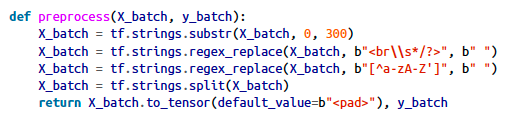 def preprocess(X_batch, y_batch):
    X_batch = tf.strings.substr(X_batch, 0, 300)
    X_batch = tf.strings.regex_replace(X_batch, b"<br\\s*/?>", b" ")
    X_batch = tf.strings.regex_replace(X_batch, b"[^a-zA-Z']", b" ")
    X_batch = tf.strings.split(X_batch)
    return X_batch.to_tensor(default_value=b"<pad>"), y_batch